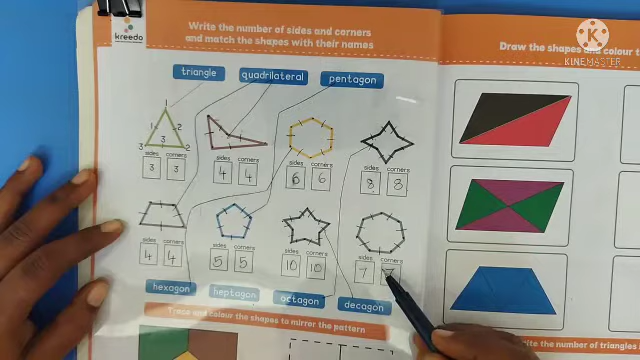 kreedo
Write the number of sides and corners
and match the shapes with their names
triangle
quadrilateral
pentagon
1
1 2
3 3 2
sides corners
3 3
sides corners
4 4
sides corners
6 6
sides corners
8 8
sides corners
4 4
sides corners
5 5
sides corners
10 10
sides corners
7
hexagon
heptagon
octagon
decagon
Trace and colour the shapes to mirror the pattern
Draw the shapes and colour
KINEMASTER
rite the number of triangles